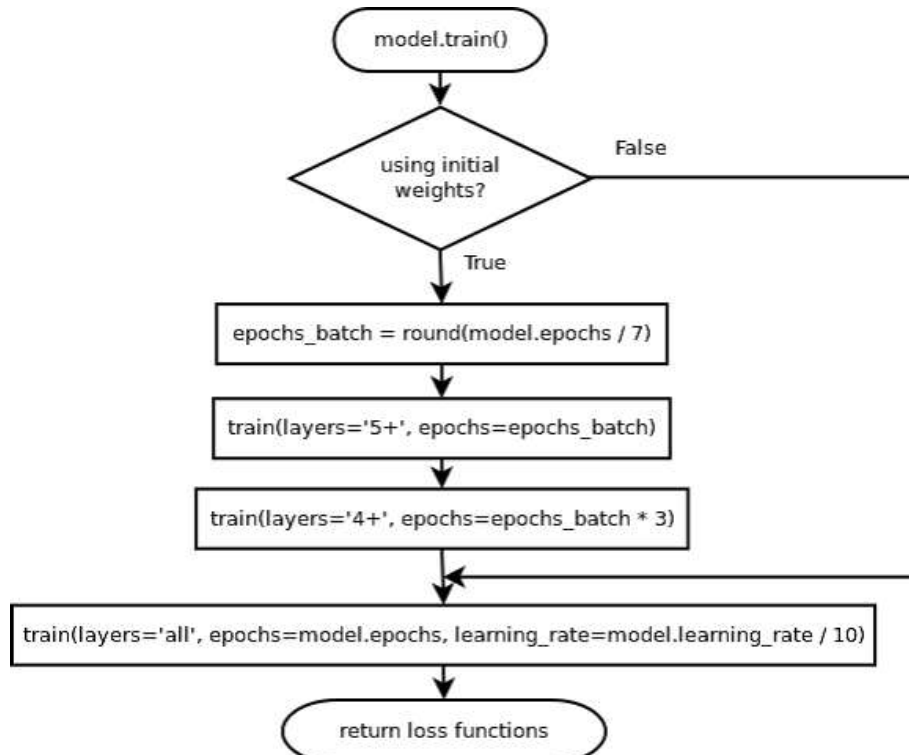 model.train()
using initial
weights?
False
True
epochs_batch = round(model.epochs / 7)
train(layers='5+', epochs=epochs_batch)
train(layers='4+', epochs=epochs_batch * 3)
train(layers='all', epochs=model.epochs, learning_rate=model.learning_rate / 10)
return loss functions